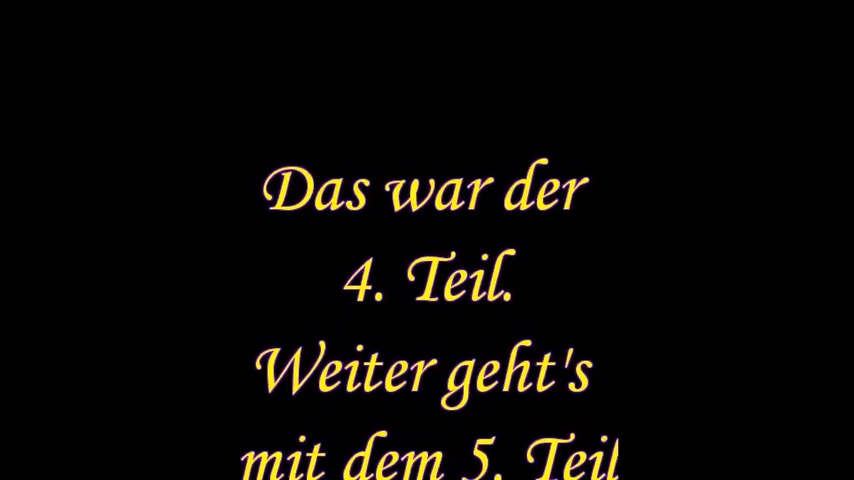 Das war der
4. Teil.
Weiter geht's
mit dem 5. Teil